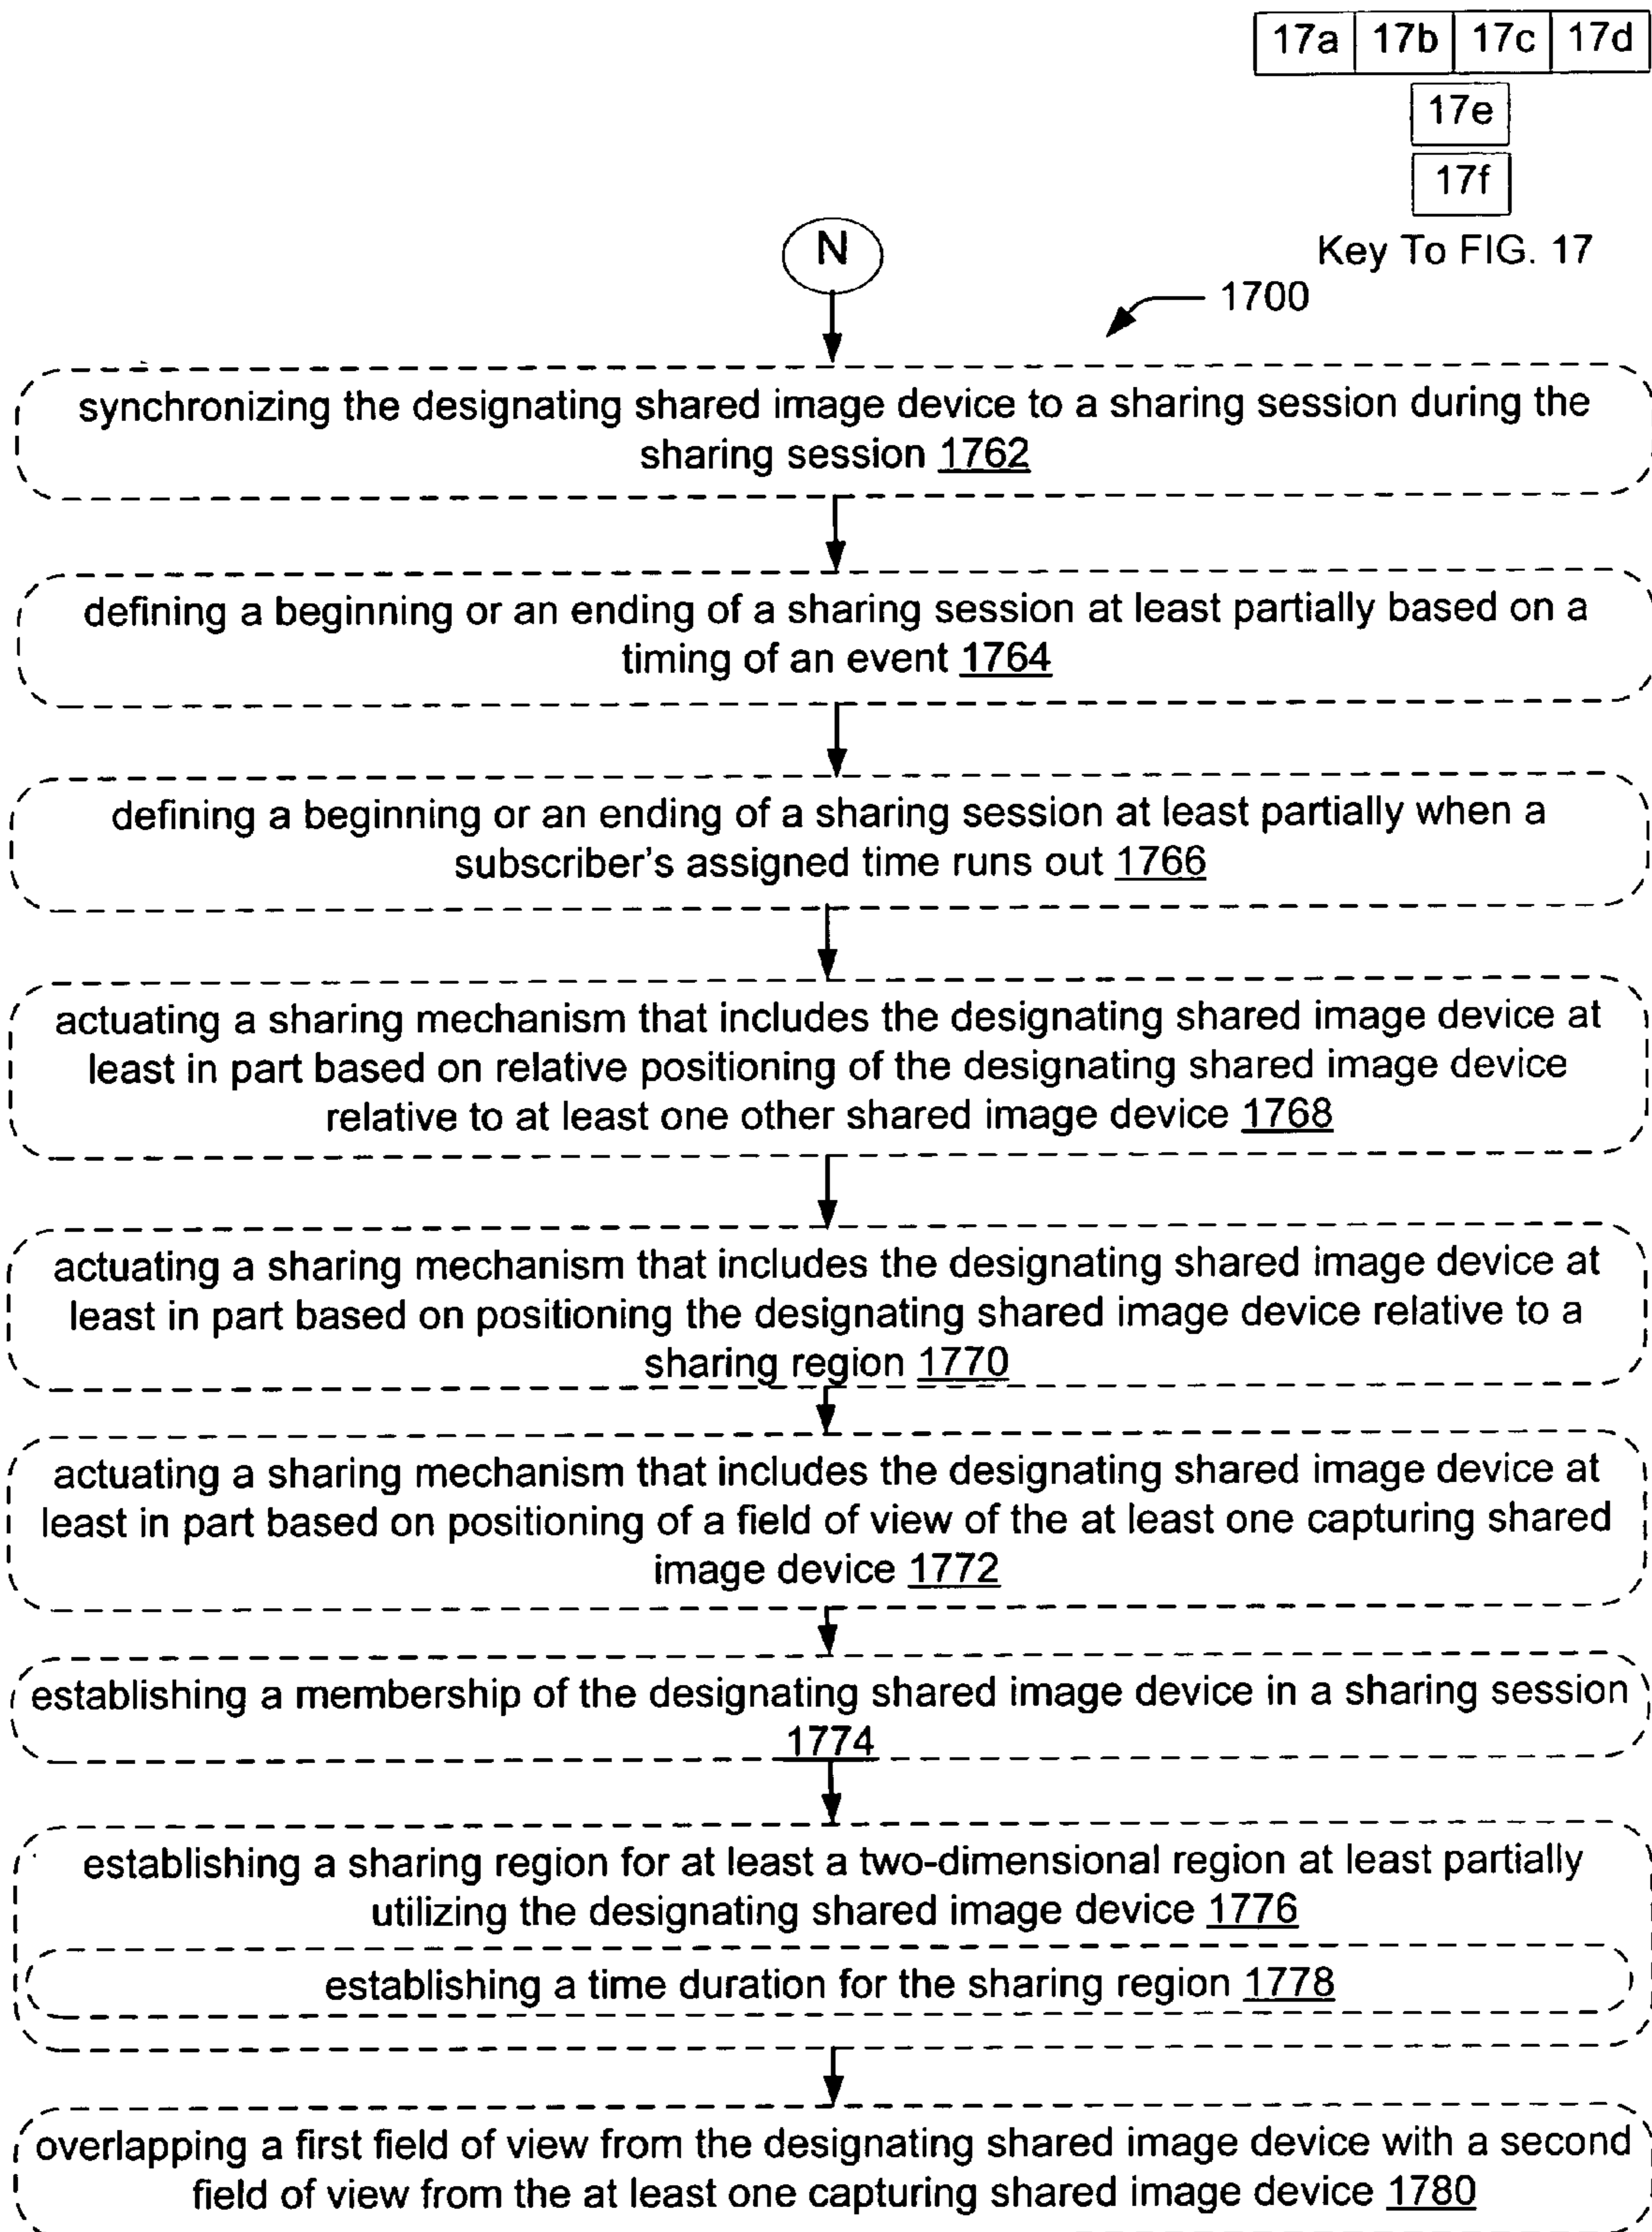 17a 17b 17c 17d
17e
17f
Key To FIG. 17
N
1700
synchronizing the designating shared image device to a sharing session during the
sharing session 1762
defining a beginning or an ending of a sharing session at least partially based on a
timing of an event 1764
defining a beginning or an ending of a sharing session at least partially when a
subscriber's assigned time runs out 1766
actuating a sharing mechanism that includes the designating shared image device at
least in part based on relative positioning of the designating shared image device
relative to at least one other shared image device 1768
actuating a sharing mechanism that includes the designating shared image device at
least in part based on positioning the designating shared image device relative to a
sharing region 1770
actuating a sharing mechanism that includes the designating shared image device at
least in part based on positioning of a field of view of the at least one capturing shared
image device 1772
establishing a membership of the designating shared image device in a sharing session
1774
establishing a sharing region for at least a two-dimensional region at least partially
utilizing the designating shared image device 1776
establishing a time duration for the sharing region 1778
overlapping a first field of view from the designating shared image device with a second
field of view from the at least one capturing shared image device 1780